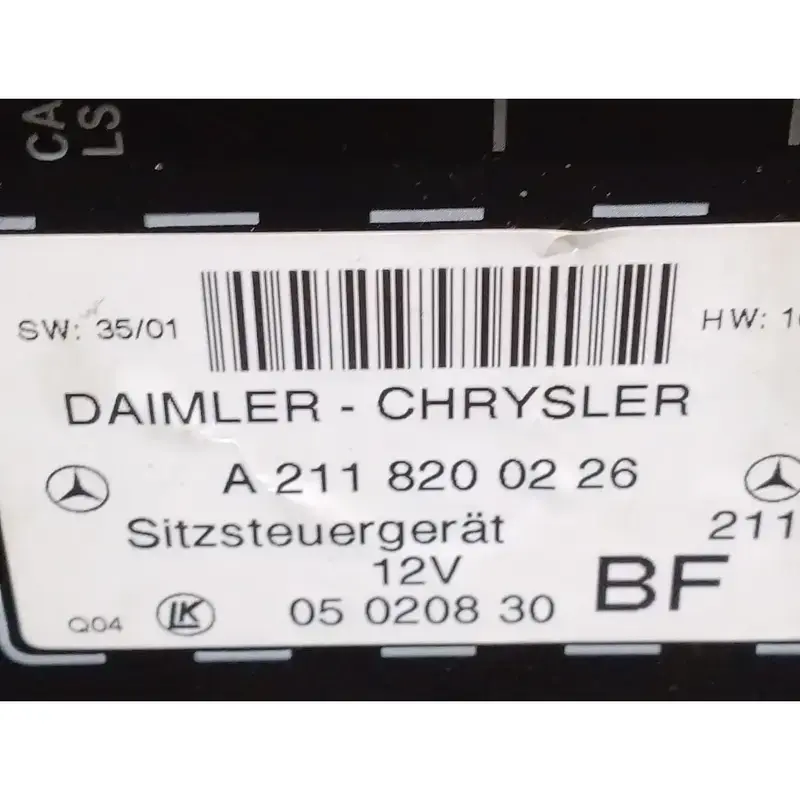 CA
LS
SW: 35/01
HW: 1
DAIMLER - CHRYSLER
A 211 820 02 26
Sitzsteuergerät
211
12V
BF
Q04 LK 05 0208 30